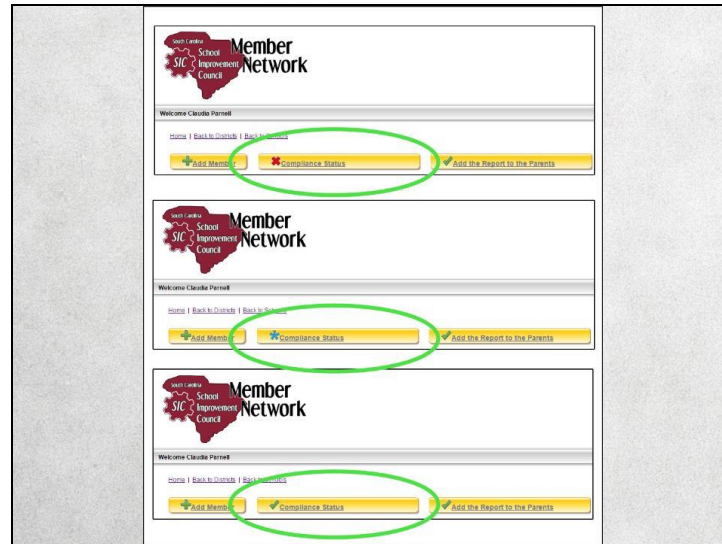 South Carolina
SIC School Improvement Council
Member Network
Welcome Claudia Parnell
Home | Back to Districts | Back to Schools
Add Member Compliance Status Add the Report to the Parents
South Carolina
SIC School Improvement Council
Member Network
Welcome Claudia Parnell
Home | Back to Districts | Back to Schools
Add Member Compliance Status Add the Report to the Parents
South Carolina
SIC School Improvement Council
Member Network
Welcome Claudia Parnell
Home | Back to Districts | Back to Schools
Add Member Compliance Status Add the Report to the Parents